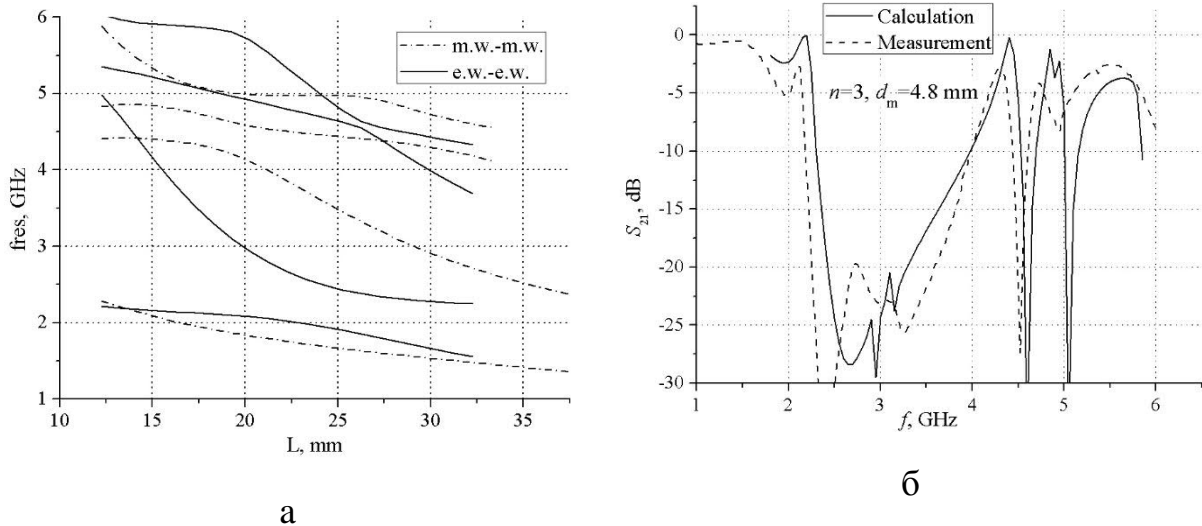 6
5
4
3
2
1
fres, GHz
m.w.-m.w.
e.w.-e.w.
10 15 20 25 30 35
L, mm
а
0
-5
-10
-15
-20
-25
-30
S21, dB
Calculation
Measurement
n=3, dm=4.8 mm
1 2 3 4 5 6
f, GHz
б